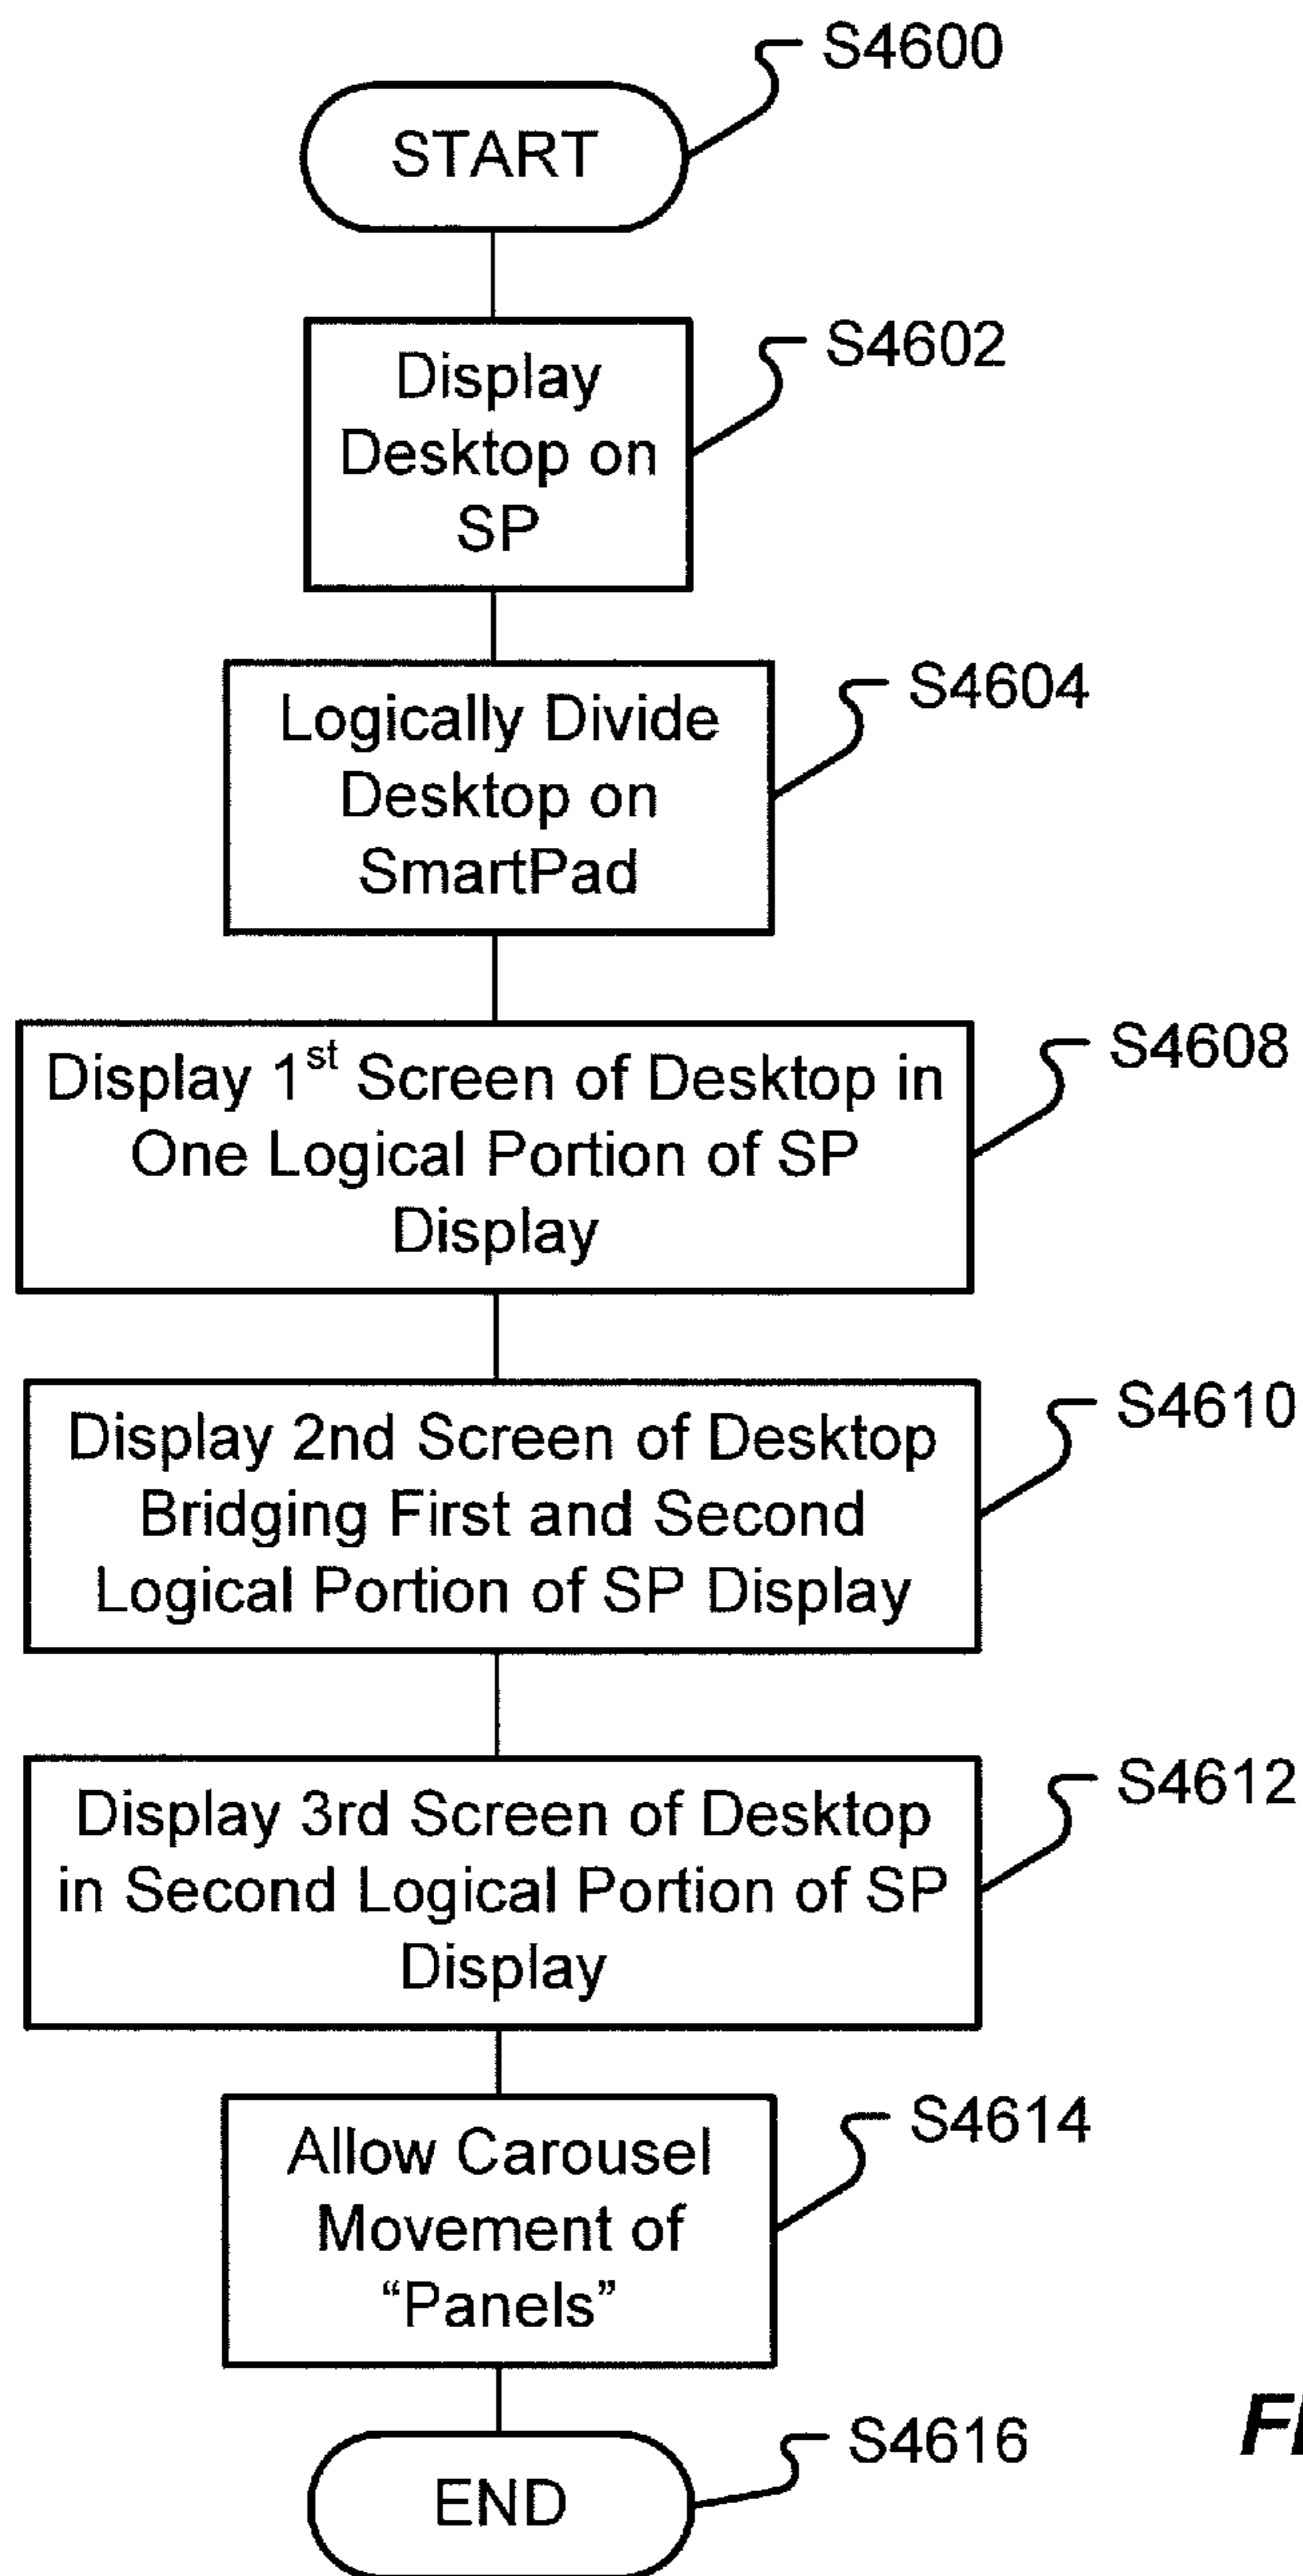 START
S4600
Display
Desktop on
SP
S4602
Logically Divide
Desktop on
SmartPad
S4604
Display 1st Screen of Desktop in
One Logical Portion of SP
Display
S4608
Display 2nd Screen of Desktop
Bridging First and Second
Logical Portion of SP Display
S4610
Display 3rd Screen of Desktop
in Second Logical Portion of SP
Display
S4612
Allow Carousel
Movement of
“Panels”
S4614
END
S4616